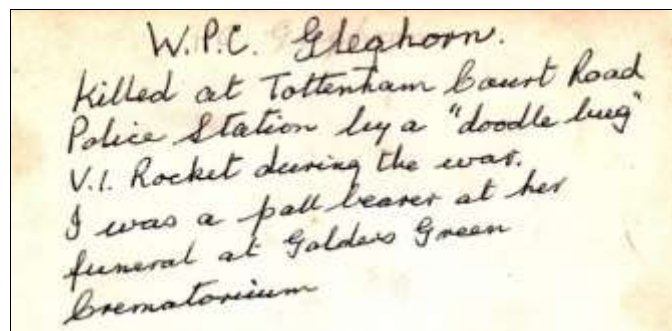 W.P.C. Gleghorn.
Killed at Tottenham Court Road
Police Station by a "doodle bug"
V.1. Rocket during the war.
I was a pall bearer at her
funeral at Golders Green
Crematorium